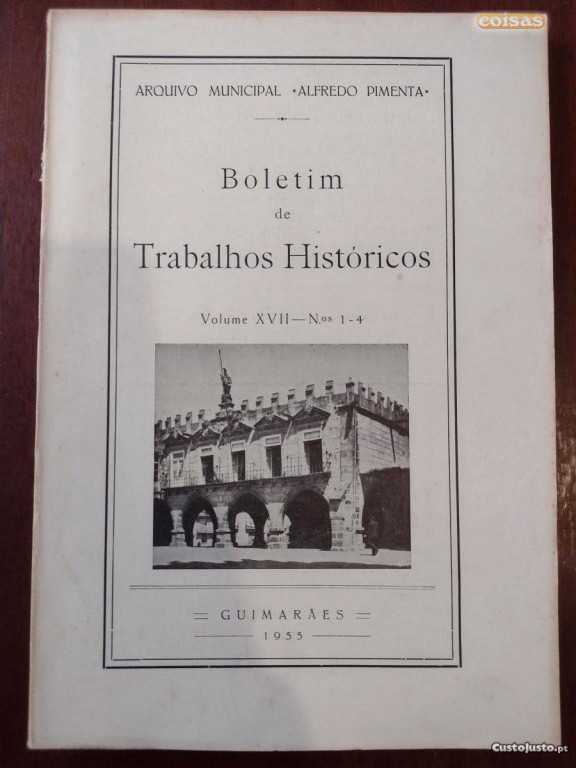 coisas
ARQUIVO MUNICIPAL •ALFREDO PIMENTA•
Boletim
de
Trabalhos Históricos
Volume XVII — N.os 1-4
GUIMARÃES
1955
CustoJusto.pt